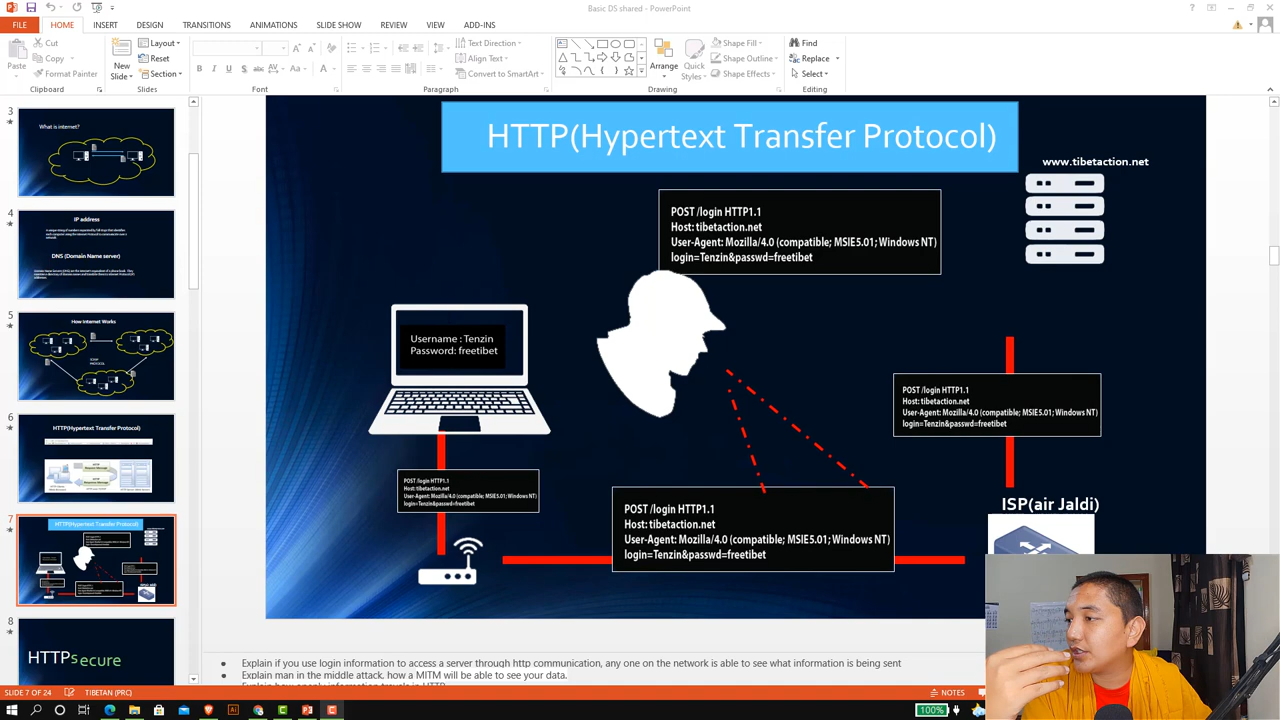 Basic DS shared - PowerPoint
FILE HOME INSERT DESIGN TRANSITIONS ANIMATIONS SLIDE SHOW REVIEW VIEW ADD-INS
Paste
Cut
Copy
Format Painter
Clipboard
New
Slide
Layout
Reset
Section
Slides
Font
Paragraph
Text Direction
Align Text
Convert to SmartArt
Arrange
Quick
Styles
Shape Fill
Shape Outline
Shape Effects
Drawing
Find
Replace
Select
Editing
3
What is internet?
4
IP address
DNS (Domain Name server)
5
How Internet Works
TCP/IP
PROTOCOL
6
HTTP(Hypertext Transfer Protocol)
7
HTTP(Hypertext Transfer Protocol)
8
HTTPsecure
HTTP(Hypertext Transfer Protocol)
www.tibetaction.net
POST /login HTTP1.1
Host: tibetaction.net
User-Agent: Mozilla/4.0 (compatible; MSIE5.01; Windows NT)
login=Tenzin&passwd=freetibet
Username : Tenzin
Password: freetibet
POST /login HTTP1.1
Host: tibetaction.net
User-Agent: Mozilla/4.0 (compatible; MSIE5.01; Windows NT)
login=Tenzin&passwd=freetibet
POST /login HTTP1.1
Host: tibetaction.net
User-Agent: Mozilla/4.0 (compatible; MSIE5.01; Windows NT)
login=Tenzin&passwd=freetibet
POST /login HTTP1.1
Host: tibetaction.net
User-Agent: Mozilla/4.0 (compatible; MSIE5.01; Windows NT)
login=Tenzin&passwd=freetibet
ISP(air Jaldi)
Explain if you use login information to access a server through http communication, any one on the network is able to see what information is being sent
Explain man in the middle attack, how a MITM will be able to see your data.
SLIDE 7 OF 24 TIBETAN (PRC) NOTES
100%